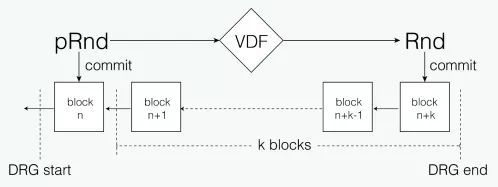 pRnd
VDF
Rnd
commit
commit
block
n
block
n+1
block
n+k-1
block
n+k
k blocks
DRG start
DRG end